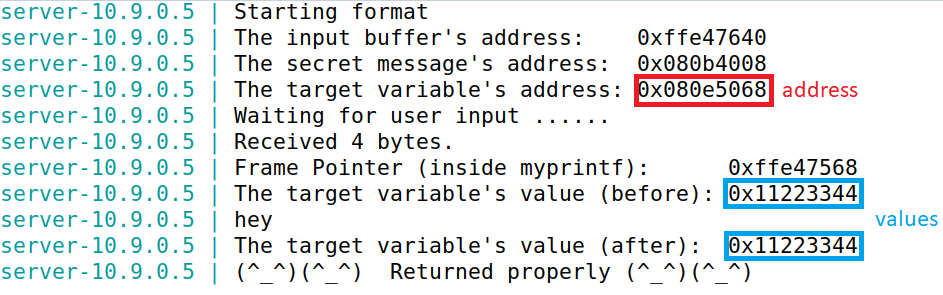 server-10.9.0.5 | Starting format
server-10.9.0.5 | The input buffer's address:    0xffe47640
server-10.9.0.5 | The secret message's address:  0x080b4008
server-10.9.0.5 | The target variable's address: 0x080e5068 address
server-10.9.0.5 | Waiting for user input ......
server-10.9.0.5 | Received 4 bytes.
server-10.9.0.5 | Frame Pointer (inside myprintf):      0xffe47568
server-10.9.0.5 | The target variable's value (before): 0x11223344
server-10.9.0.5 | hey values
server-10.9.0.5 | The target variable's value (after):  0x11223344
server-10.9.0.5 | (^_^)(^_^)  Returned properly (^_^)(^_^)